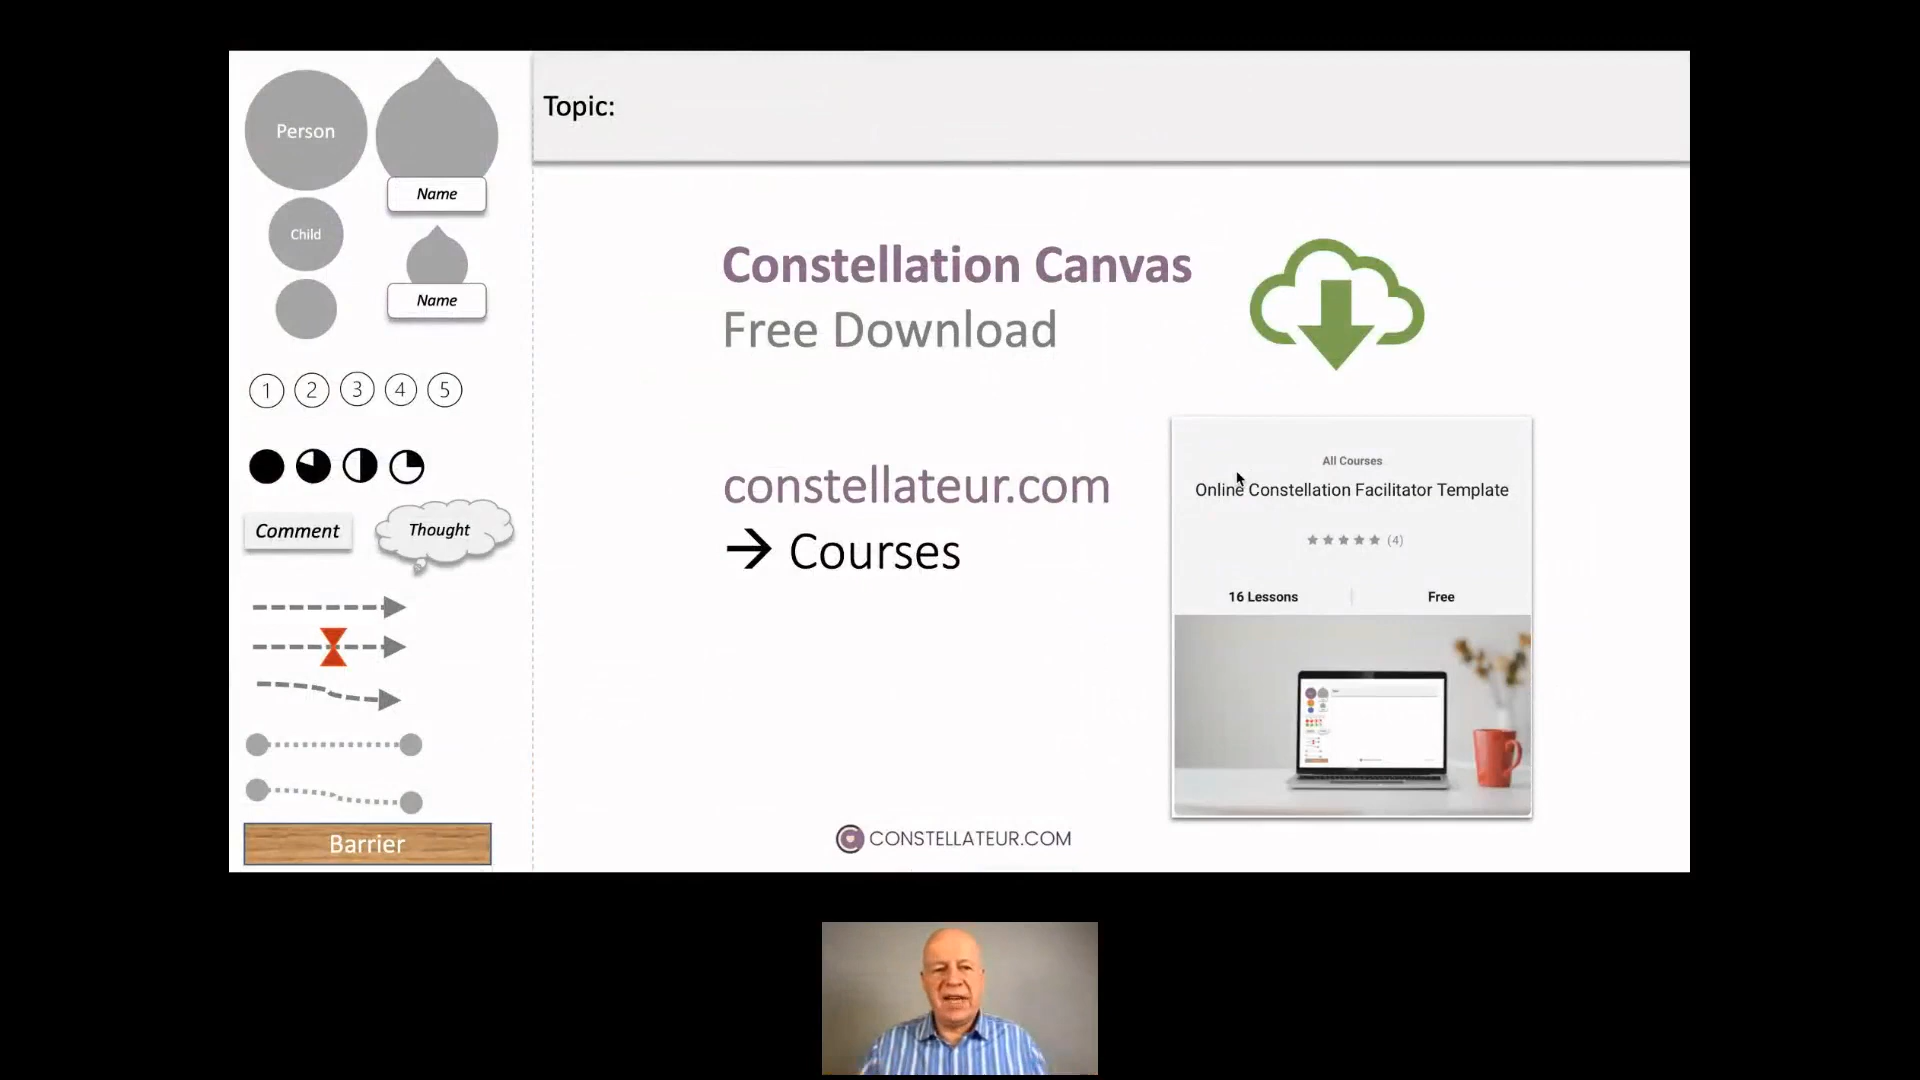 Person
Name
Child
Name
1 2 3 4 5
Comment
Thought
Barrier
Topic:
Constellation Canvas
Free Download
constellateur.com
→ Courses
All Courses
Online Constellation Facilitator Template
(4)
16 Lessons
Free
CONSTELLATEUR.COM